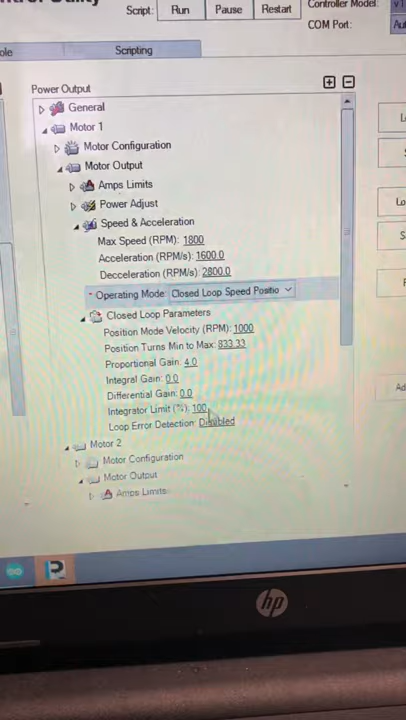 Script: Run Pause Restart
Controller Model:
COM Port:
Scripting
Power Output
General
Motor 1
Motor Configuration
Motor Output
Amps Limits
Power Adjust
Speed & Acceleration
Max Speed (RPM): 1800
Acceleration (RPM/s): 1600.0
Decceleration (RPM/s): 2800.0
* Operating Mode: Closed Loop Speed Positio
Closed Loop Parameters
Position Mode Velocity (RPM): 1000
Position Turns Min to Max: 833.33
Proportional Gain: 4.0
Integral Gain: 0.0
Differential Gain: 0.0
Integrator Limit (%): 100
Loop Error Detection: Disabled
Motor 2
Motor Configuration
Motor Output
Amps Limits
hp